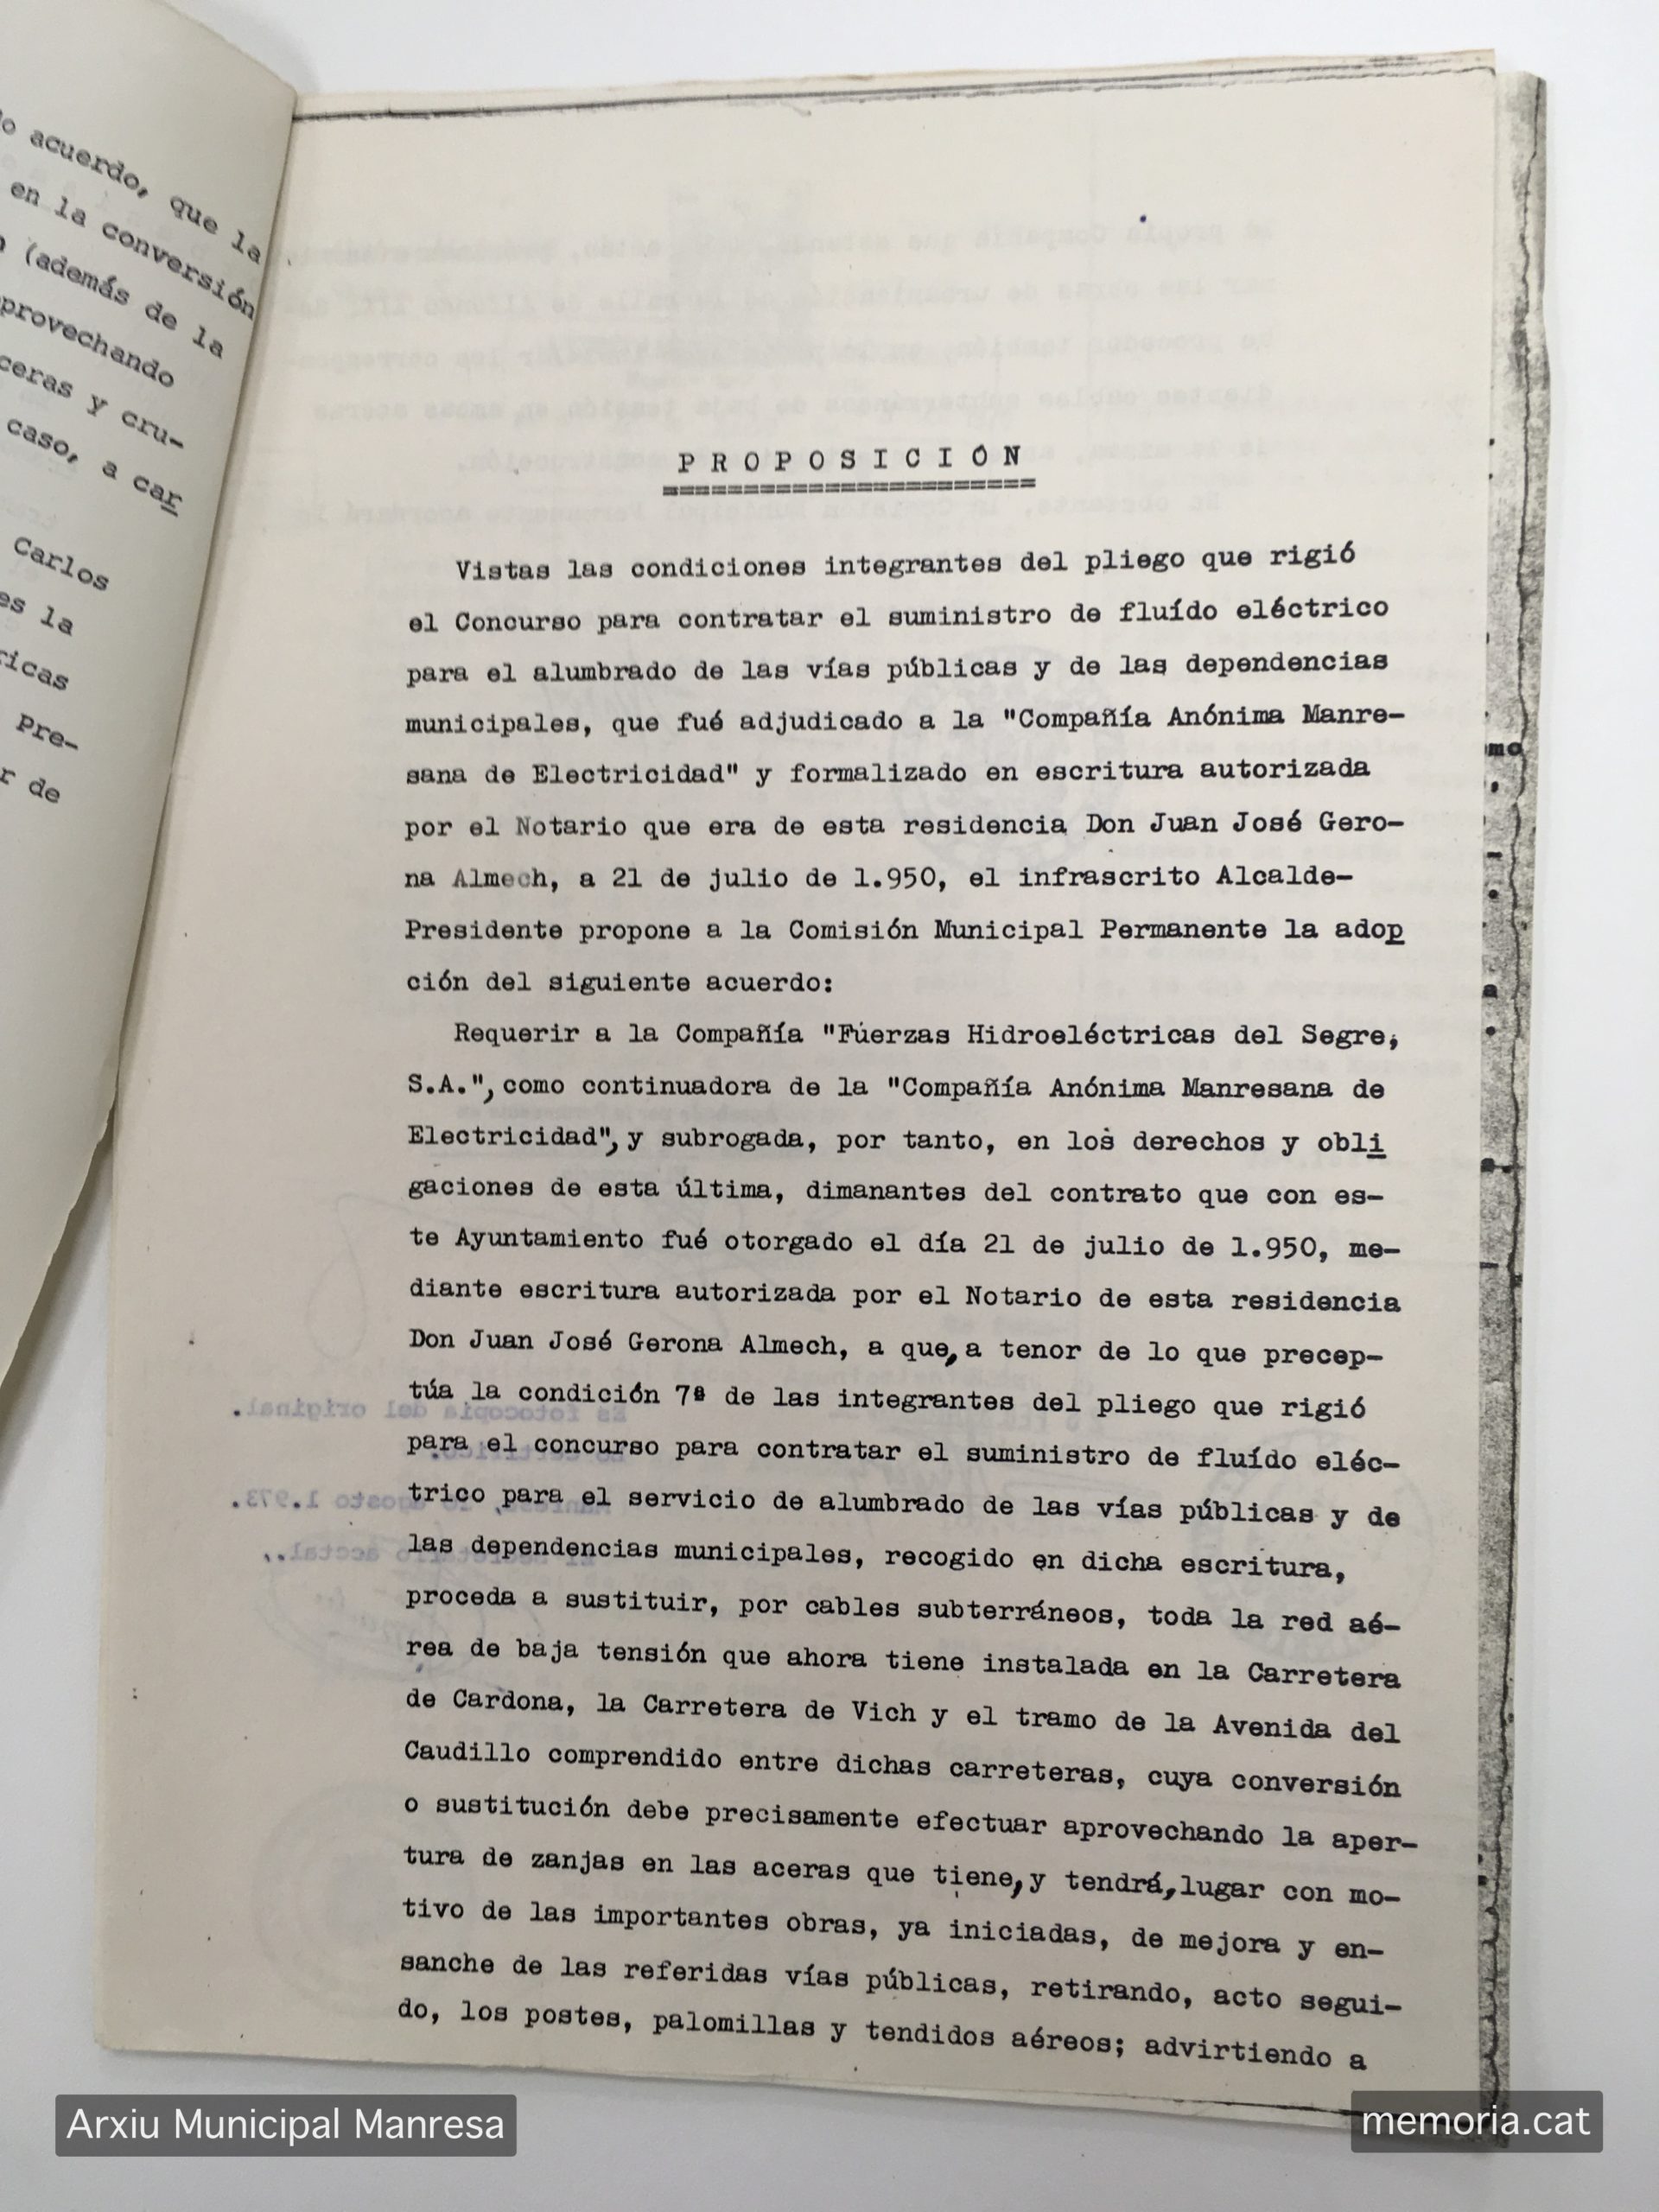 o acuerdo, que la
en la conversión
(además de la
provechando
ceras y cru-
caso, a car
Carlos
es la
ricas
Pre-
r de
PROPOSICIÓN
Vistas las condiciones integrantes del pliego que rigió
el Concurso para contratar el suministro de fluído eléctrico
para el alumbrado de las vías públicas y de las dependencias
municipales, que fué adjudicado a la "Compañía Anónima Manre-
sana de Electricidad" y formalizado en escritura autorizada
por el Notario que era de esta residencia Don Juan José Gero-
na Almech, a 21 de julio de 1.950, el infrascrito Alcalde-
Presidente propone a la Comisión Municipal Permanente la adop
ción del siguiente acuerdo:
Requerir a la Compañía "Fuerzas Hidroeléctricas del Segre,
S.A.", como continuadora de la "Compañía Anónima Manresana de
Electricidad", y subrogada, por tanto, en los derechos y obli
gaciones de esta última, dimanantes del contrato que con es-
te Ayuntamiento fué otorgado el día 21 de julio de 1.950, me-
diante escritura autorizada por el Notario de esta residencia
Don Juan José Gerona Almech, a que, a tenor de lo que precep-
túa la condición 7ª de las integrantes del pliego que rigió
para el concurso para contratar el suministro de fluído eléc-
trico para el servicio de alumbrado de las vías públicas y de
las dependencias municipales, recogido en dicha escritura,
proceda a sustituir, por cables subterráneos, toda la red aé-
rea de baja tensión que ahora tiene instalada en la Carretera
de Cardona, la Carretera de Vich y el tramo de la Avenida del
Caudillo comprendido entre dichas carreteras, cuya conversión
o sustitución debe precisamente efectuar aprovechando la aper-
tura de zanjas en las aceras que tiene, y tendrá, lugar con mo-
tivo de las importantes obras, ya iniciadas, de mejora y en-
sanche de las referidas vías públicas, retirando, acto segui-
do, los postes, palomillas y tendidos aéreos; advirtiendo a
mo
a
Arxiu Municipal Manresa
memoria.cat